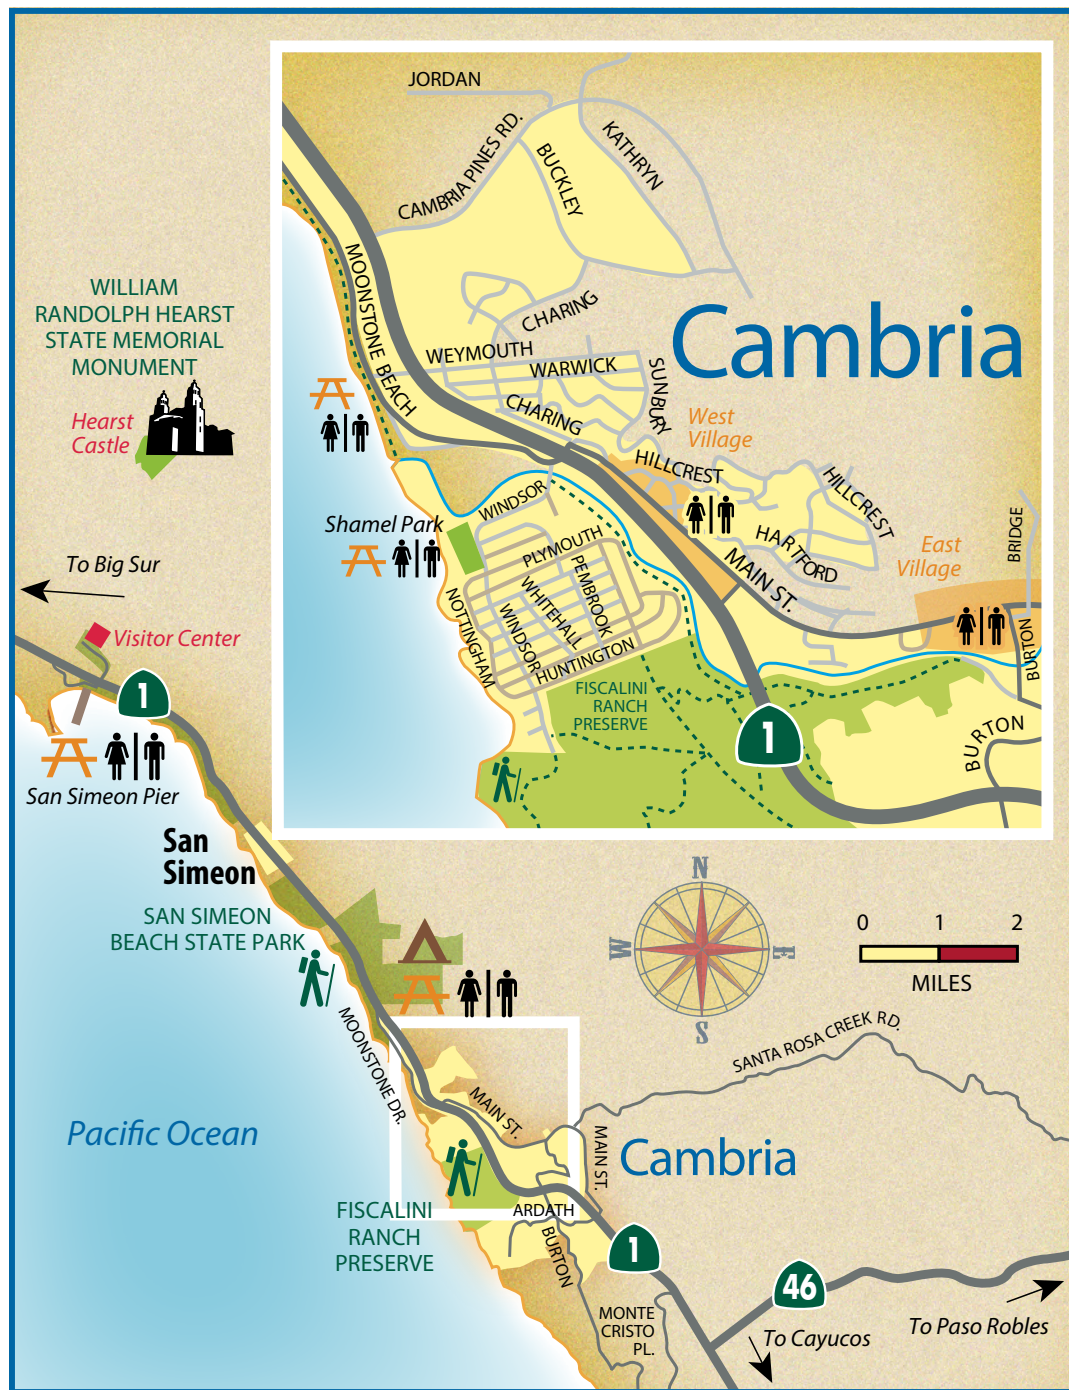 JORDAN
CAMBRIA PINES RD.
BUCKLEY
KATHRYN
MOONSTONE BEACH
CHARING
Cambria
WEYMOUTH
WARWICK
SUNBURY
CHARING
West
Village
HILLCREST
HILLCREST
WINDSOR
Shamel Park
PLYMOUTH
HARTFORD
MAIN ST.
East
Village
BRIDGE
PEMBROOK
WHITEHALL
WINDSOR
NOTTINGHAM
HUNTINGTON
BURTON
FISCALINI
RANCH
PRESERVE
1
BURTON
WILLIAM
RANDOLPH HEARST
STATE MEMORIAL
MONUMENT
Hearst
Castle
To Big Sur
Visitor Center
1
San Simeon Pier
San
Simeon
SAN SIMEON
BEACH STATE PARK
N
W
E
S
0 1 2
MILES
MOONSTONE DR.
SANTA ROSA CREEK RD.
MAIN ST.
Pacific Ocean
MAIN ST.
Cambria
FISCALINI
RANCH
PRESERVE
ARDATH
BURTON
1
46
MONTE
CRISTO
PL.
To Cayucos
To Paso Robles